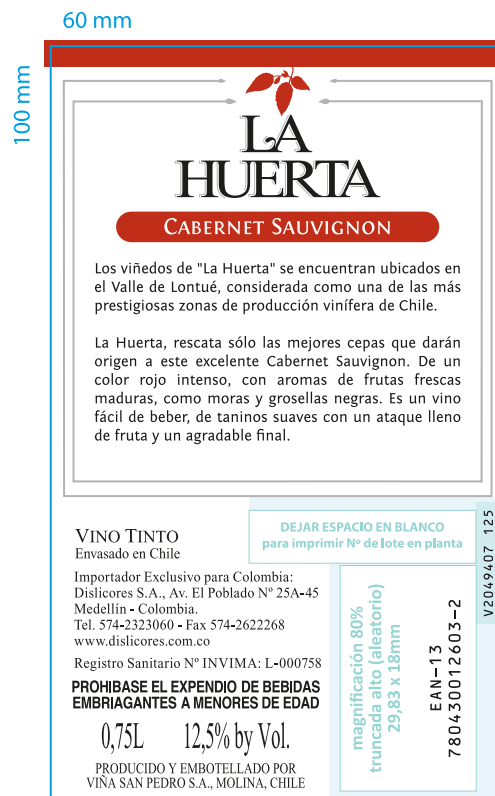 60 mm
100 mm
LA
HUERTA
CABERNET SAUVIGNON
Los viñedos de "La Huerta" se encuentran ubicados en
el Valle de Lontué, considerada como una de las más
prestigiosas zonas de producción vinífera de Chile.
La Huerta, rescata sólo las mejores cepas que darán
origen a este excelente Cabernet Sauvignon. De un
color rojo intenso, con aromas de frutas frescas
maduras, como moras y grosellas negras. Es un vino
fácil de beber, de taninos suaves con un ataque lleno
de fruta y un agradable final.
VINO TINTO
Envasado en Chile
Importador Exclusivo para Colombia:
Dislicores S.A., Av. El Poblado Nº 25A-45
Medellín - Colombia.
Tel. 574-2323060 - Fax 574-2622268
www.dislicores.com.co
Registro Sanitario Nº INVIMA: L-000758
PROHIBASE EL EXPENDIO DE BEBIDAS
EMBRIAGANTES A MENORES DE EDAD
0,75L 12,5% by Vol.
PRODUCIDO Y EMBOTELLADO POR
VIÑA SAN PEDRO S.A., MOLINA, CHILE
DEJAR ESPACIO EN BLANCO
para imprimir Nº de lote en planta
V2049407 125
magnificación 80%
truncada alto (aleatorio)
29,83 x 18mm
EAN-13
780430012603-2